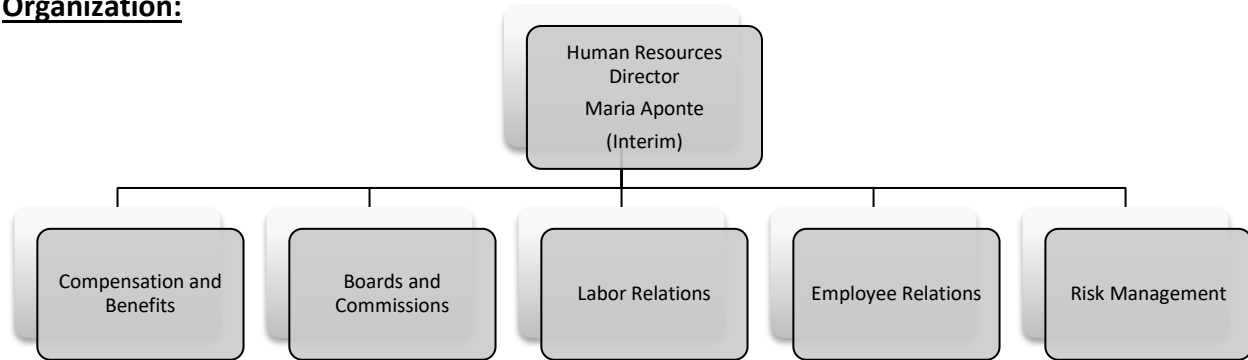 Organization:
Human Resources
Director
Maria Aponte
(Interim)
Compensation and
Benefits
Boards and
Commissions
Labor Relations
Employee Relations
Risk Management